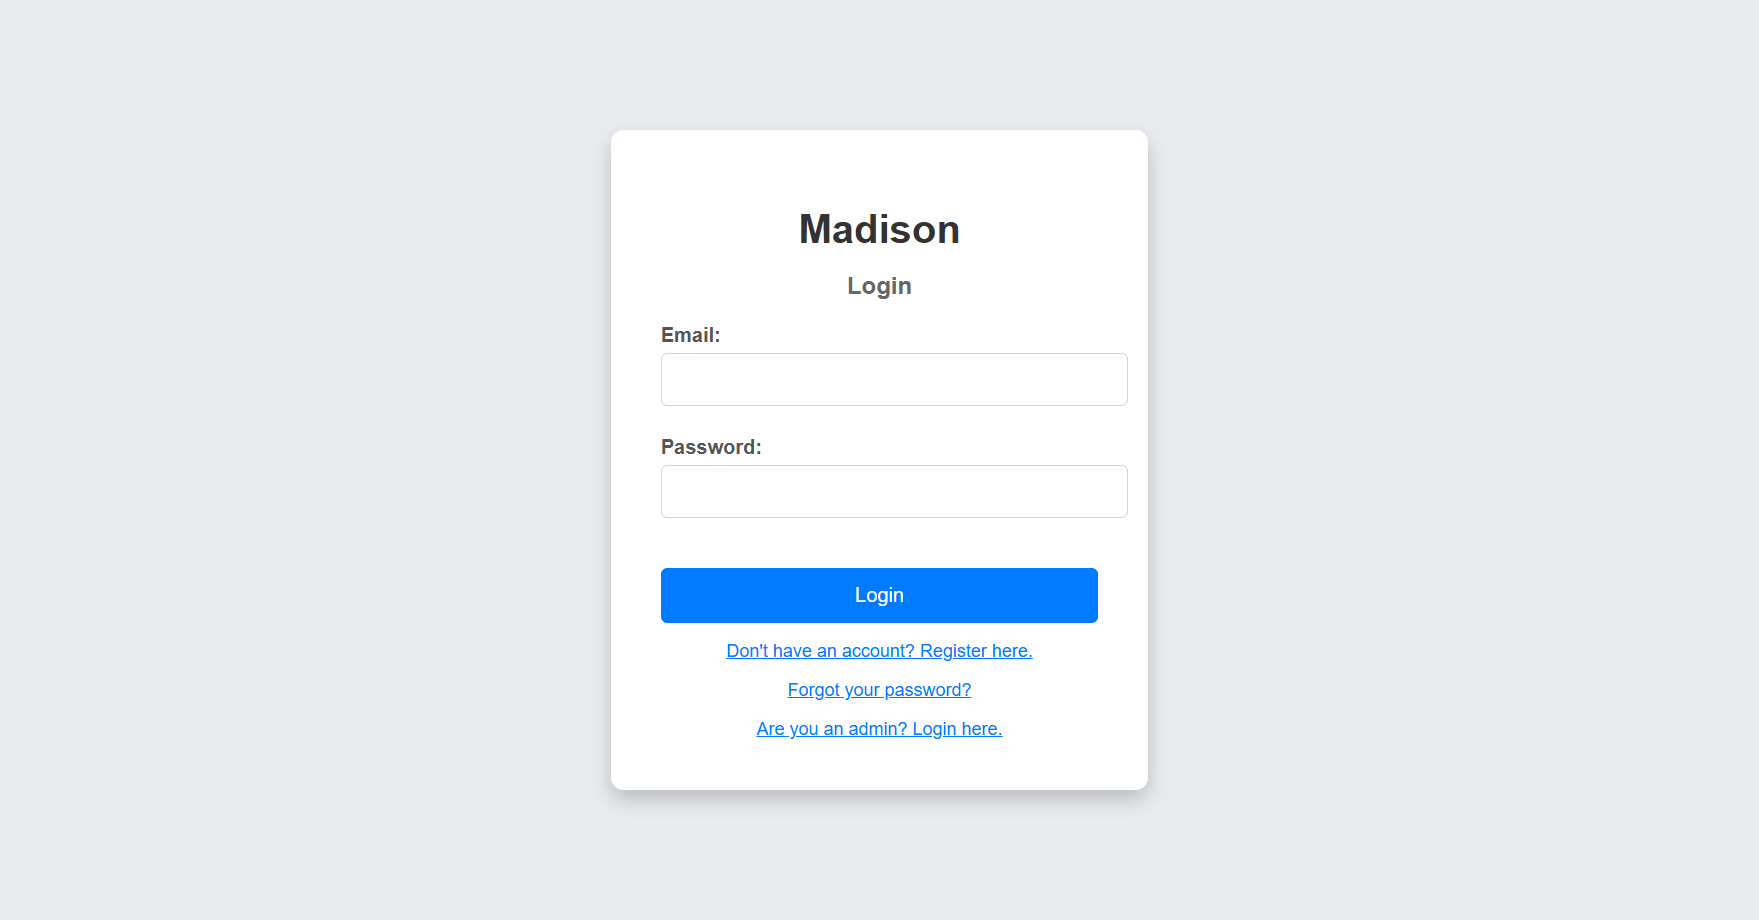 Madison
Login
Email:
Password:
Login
Don't have an account? Register here.
Forgot your password?
Are you an admin? Login here.